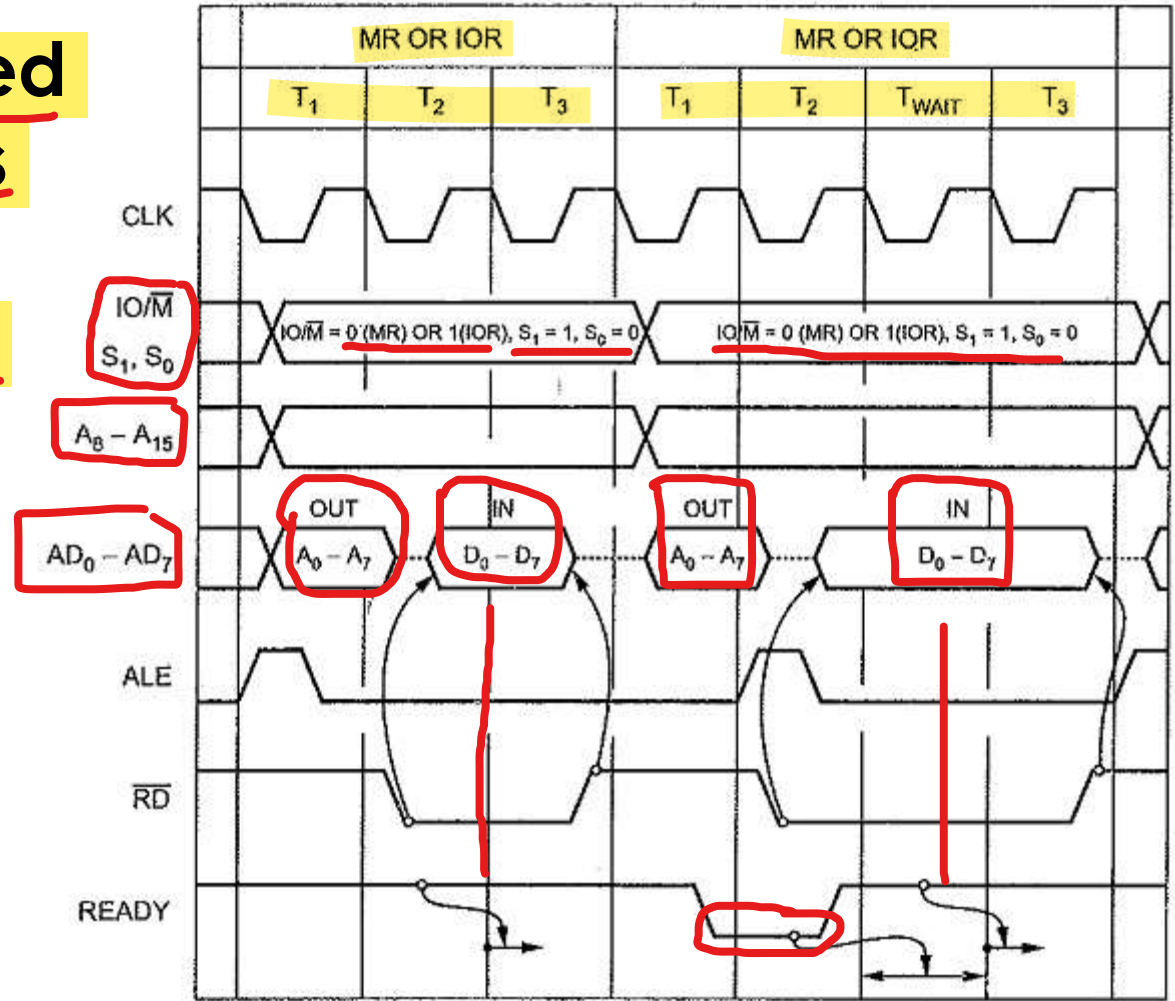 ed
s
MR OR IOR MR OR IOR
T₁ T₂ T₃ T₁ T₂ T_WAIT T₃
CLK
IO/M̅
S₁, S₀
IO/M̅ = 0 (MR) OR 1(IOR), S₁ = 1, S₀ = 0 IO/M̅ = 0 (MR) OR 1(IOR), S₁ = 1, S₀ = 0
A₈ – A₁₅
OUT IN OUT IN
AD₀ – AD₇ A₀ – A₇ D₀ – D₇ A₀ – A₇ D₀ – D₇
ALE
R̅D̅
READY